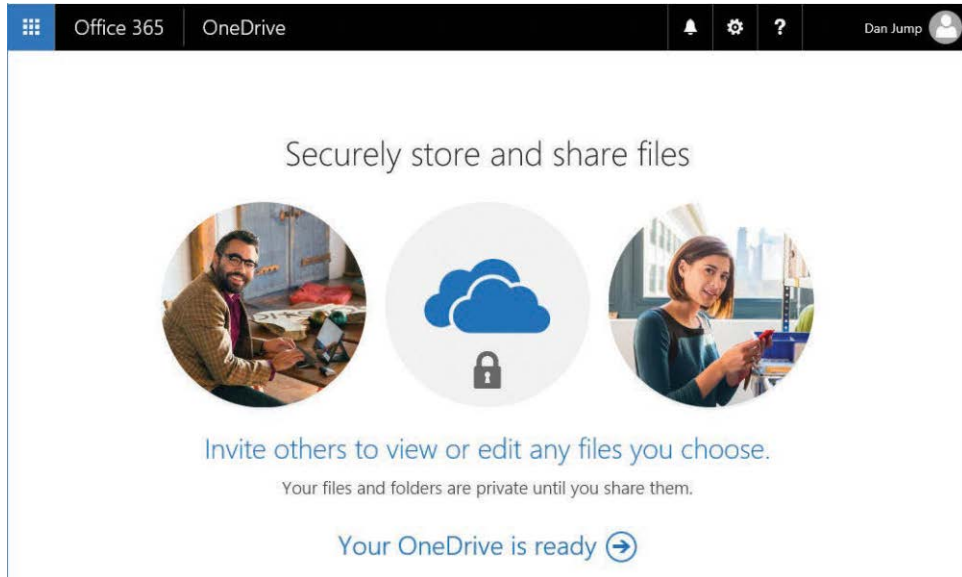 Office 365 OneDrive ? Dan Jump
Securely store and share files
Invite others to view or edit any files you choose.
Your files and folders are private until you share them.
Your OneDrive is ready